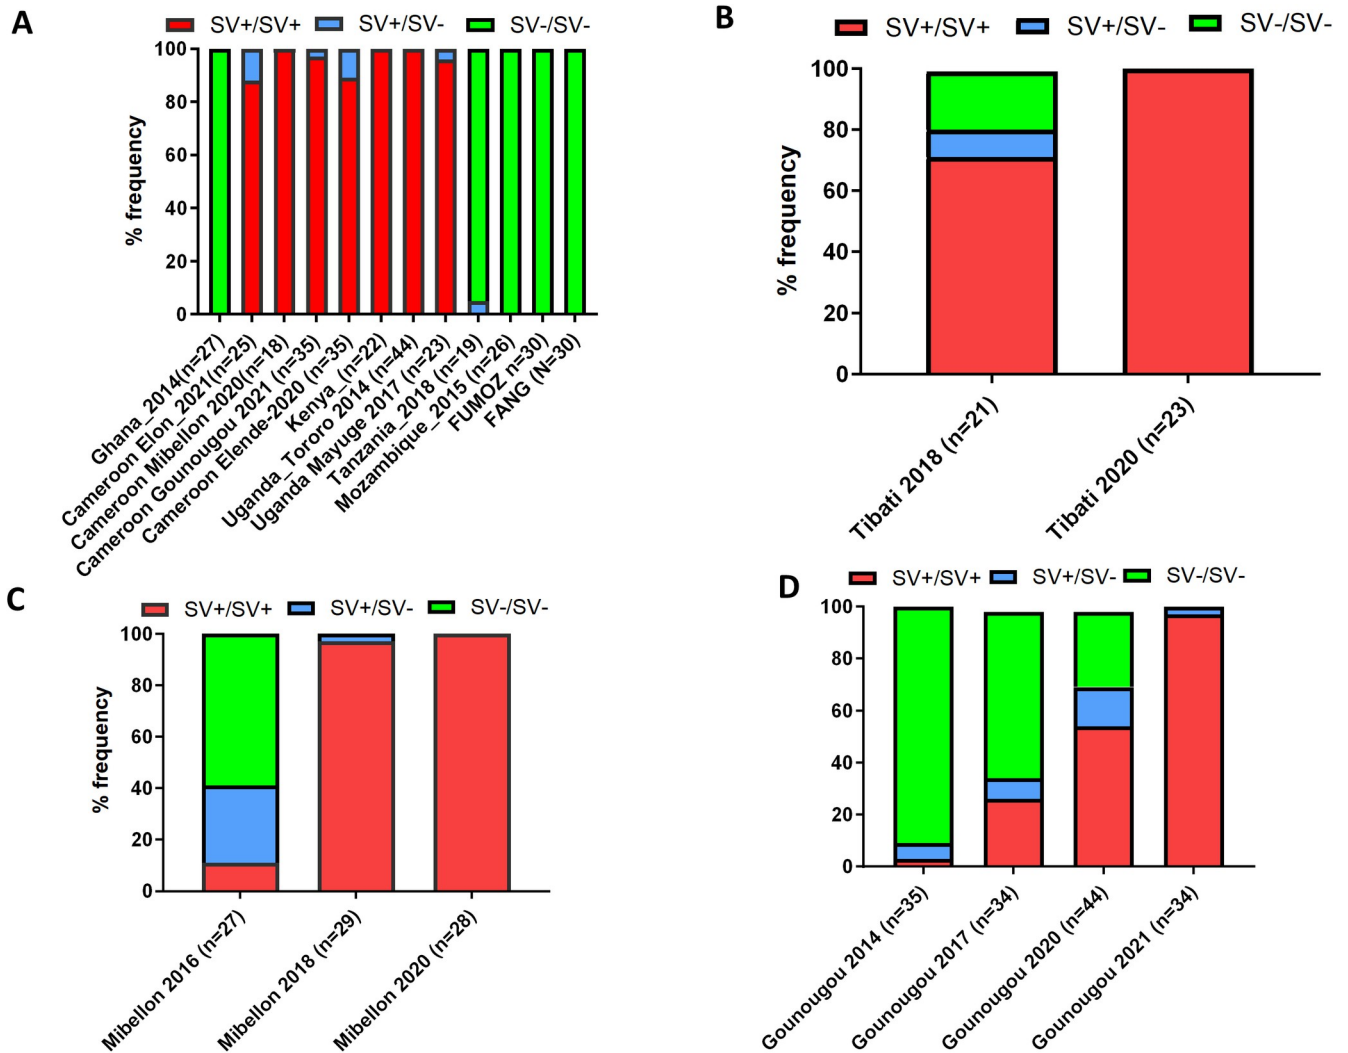 A
SV+/SV+ SV+/SV- SV-/SV-
% frequency
100
80
60
40
20
0
Ghana_2014(n=27)
Cameroon Elon_2021(n=25)
Cameroon Mibellon 2020(n=18)
Cameroon Gounougou 2021 (n=35)
Cameroon Elende-2020 (n=35)
Kenya_(n=22)
Uganda_Tororo 2014 (n=44)
Uganda Mayuge 2017 (n=23)
Tanzania_2018 (n=19)
Mozambique_2015 (n=26)
FUMOZ n=30)
FANG (N=30)
B
SV+/SV+ SV+/SV- SV-/SV-
% frequency
100
80
60
40
20
0
Tibati 2018 (n=21)
Tibati 2020 (n=23)
C
SV+/SV+ SV+/SV- SV-/SV-
% frequency
100
80
60
40
20
0
Mibellon 2016 (n=27)
Mibellon 2018 (n=29)
Mibellon 2020 (n=28)
D
SV+/SV+ SV+/SV- SV-/SV-
100
80
60
40
20
0
Gounougou 2014 (n=35)
Gounougou 2017 (n=34)
Gounougou 2020 (n=44)
Gounougou 2021 (n=34)